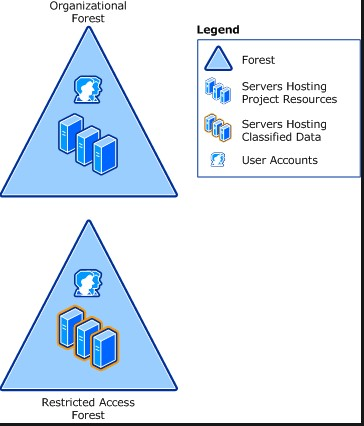 Organizational
Forest
Legend
Forest
Servers Hosting
Project Resources
Servers Hosting
Classified Data
User Accounts
Restricted Access
Forest